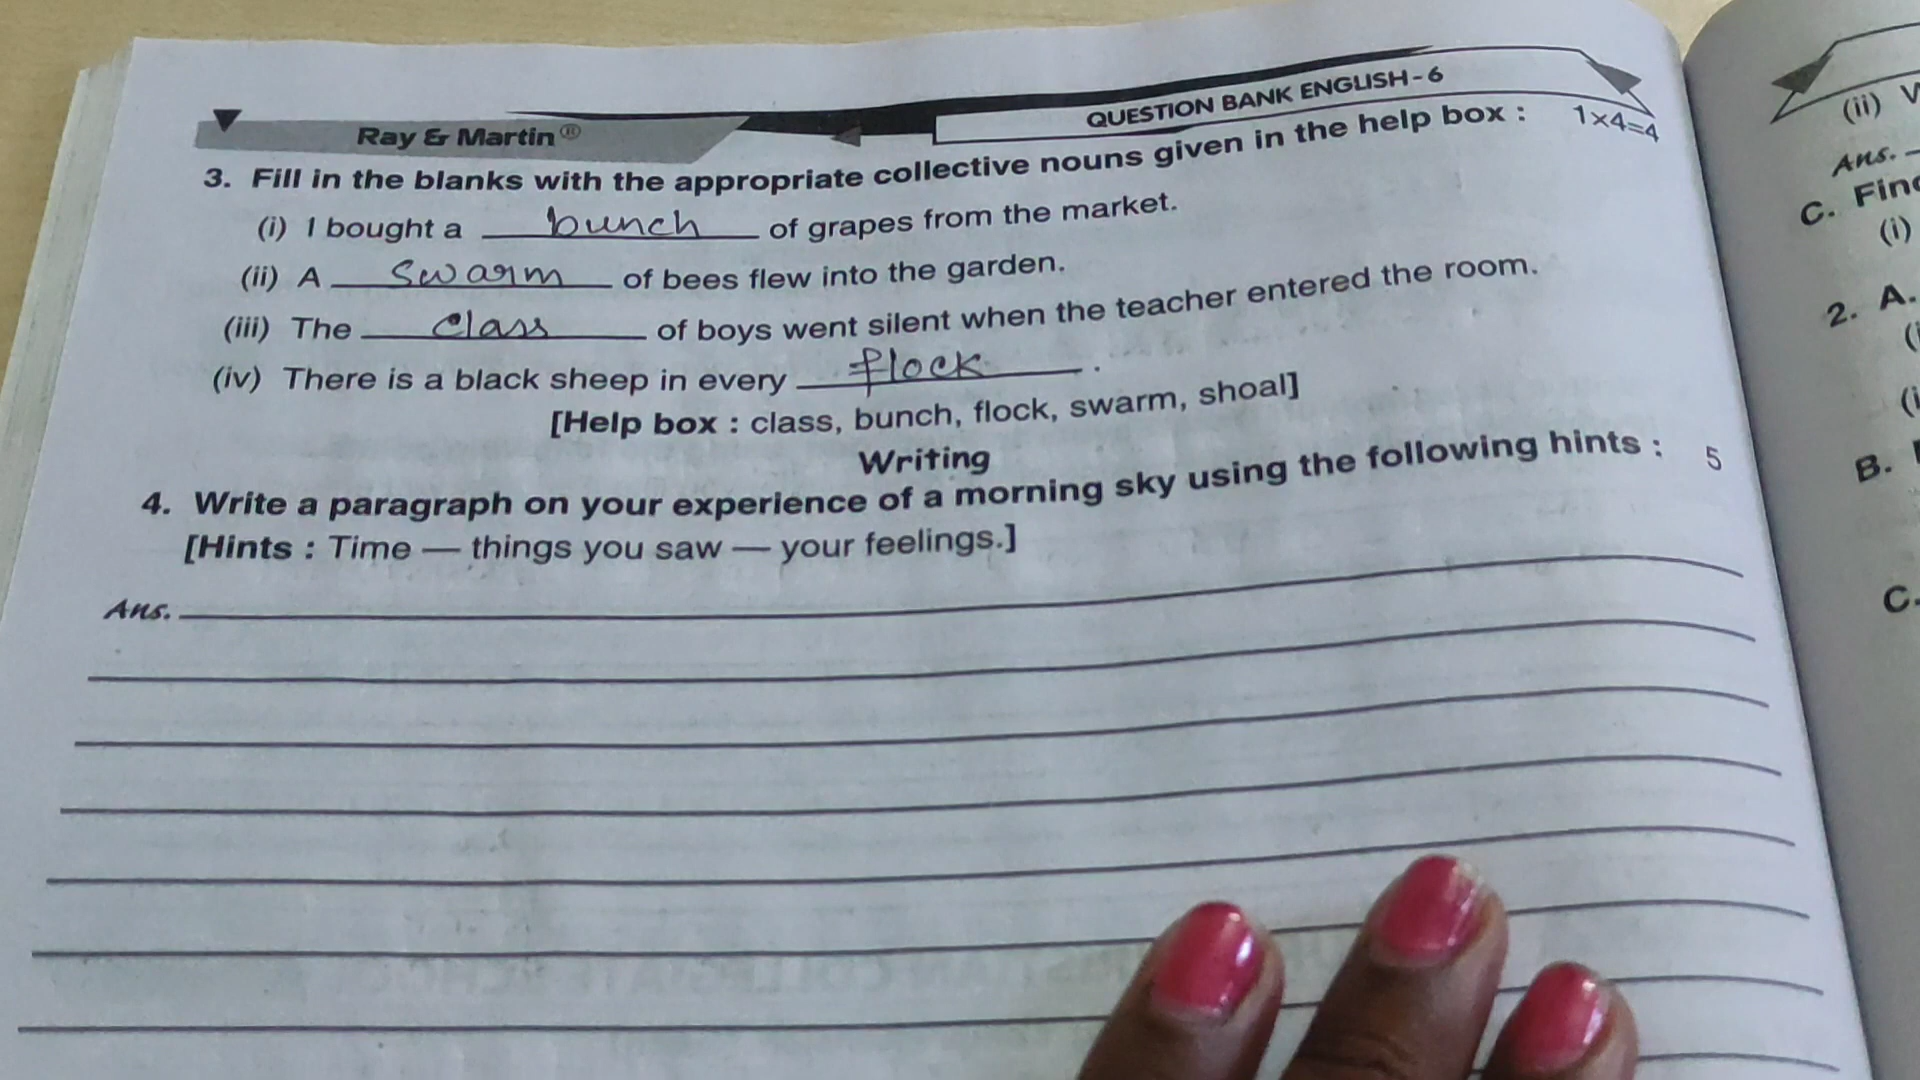 QUESTION BANK ENGLISH - 6
Ray & Martin®
3. Fill in the blanks with the appropriate collective nouns given in the help box : 1×4=4
(i) I bought a bunch of grapes from the market.
(ii) A swarm of bees flew into the garden.
(iii) The class of boys went silent when the teacher entered the room.
(iv) There is a black sheep in every flock.
[Help box : class, bunch, flock, swarm, shoal]
Writing
4. Write a paragraph on your experience of a morning sky using the following hints : 5
[Hints : Time — things you saw — your feelings.]
Ans.
(ii)
Ans.
C.
(i)
2. A.
B.
C.